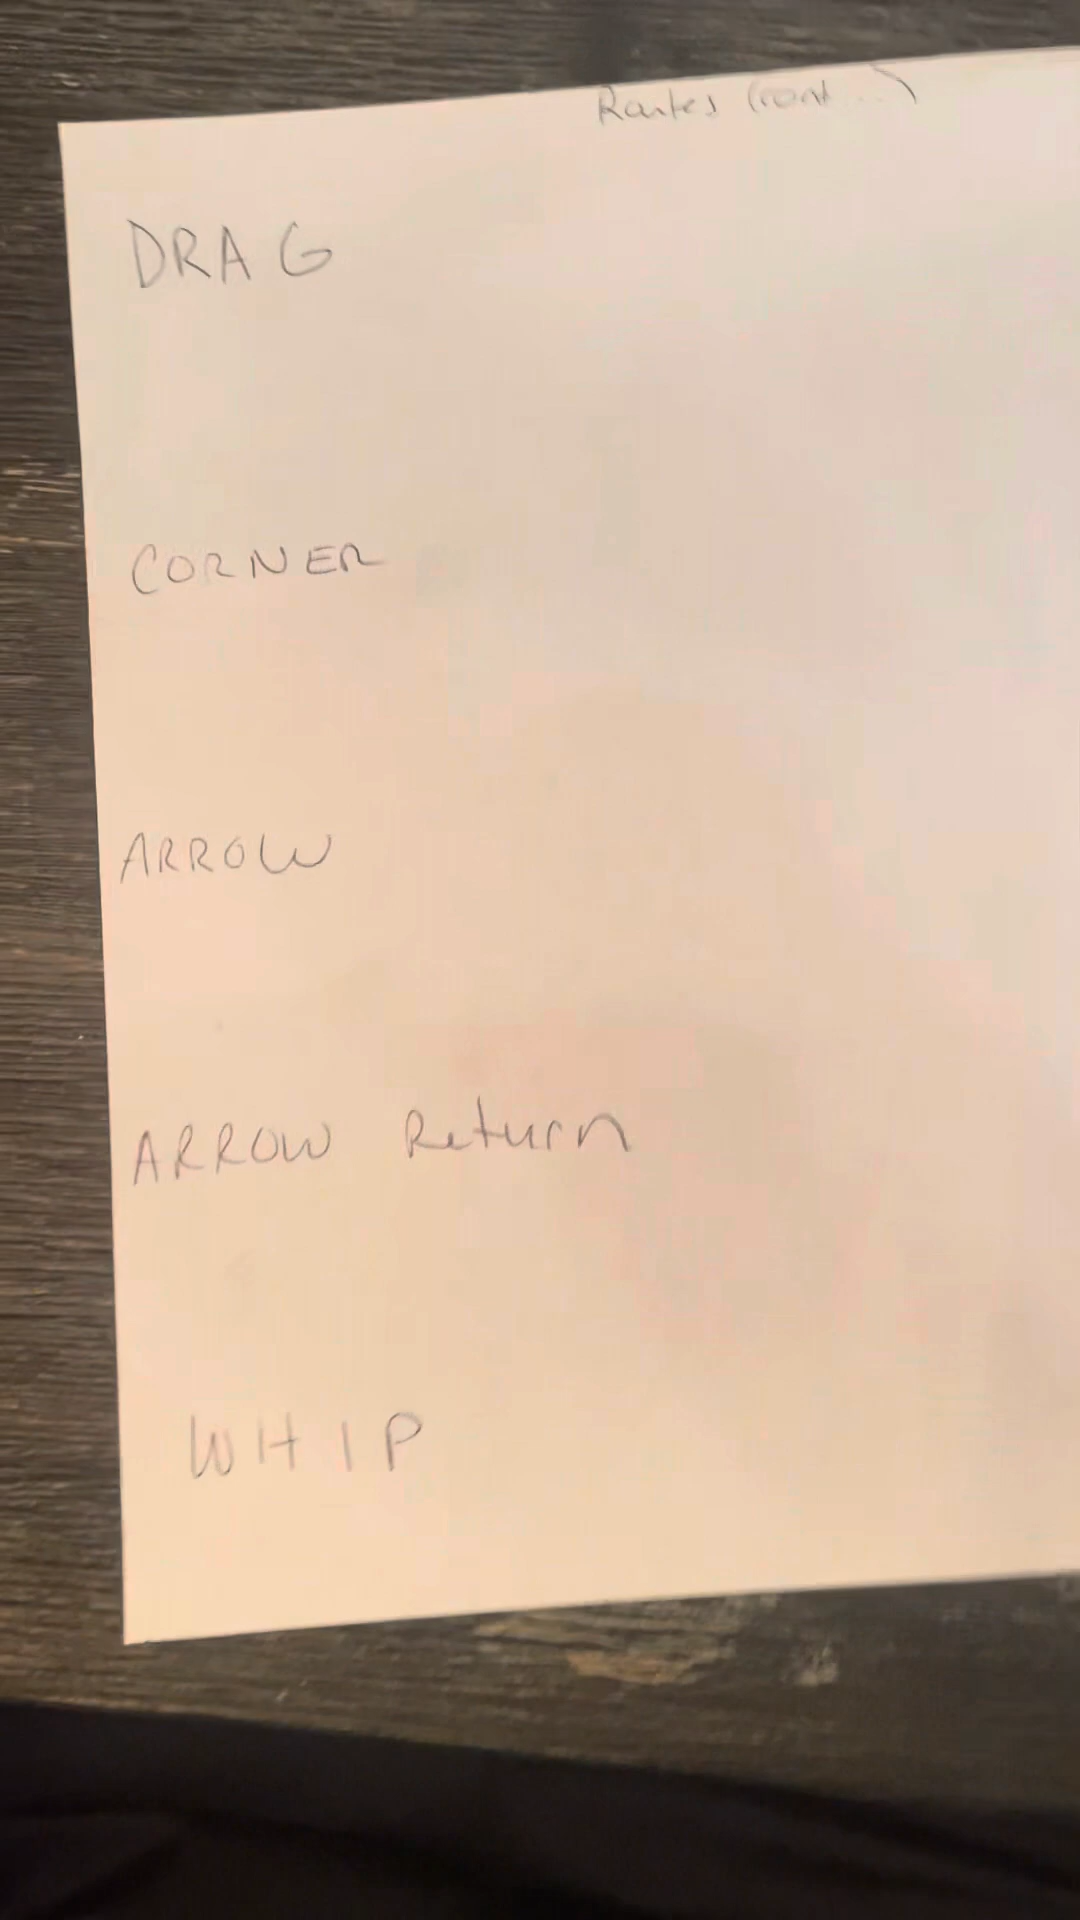 Routes (cont...)
DRAG
CORNER
ARROW
ARROW Return
WHIP